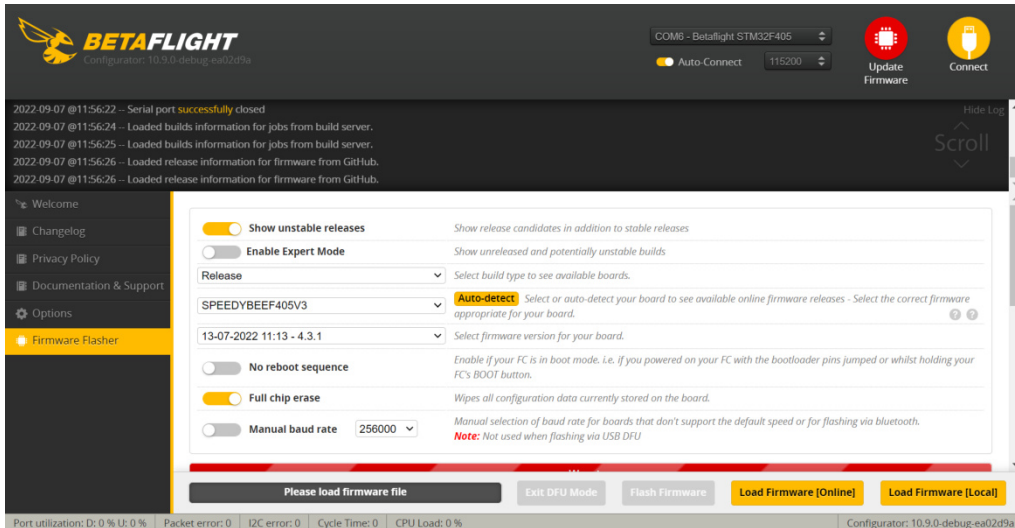 BETAFLIGHT
Configurator: 10.9.0-debug-ea02d9a
COM6 - Betaflight STM32F405
Auto-Connect 115200
Update Firmware
Connect
2022-09-07 @11:56:22 -- Serial port successfully closed
2022-09-07 @11:56:24 -- Loaded builds information for jobs from build server.
2022-09-07 @11:56:25 -- Loaded builds information for jobs from build server.
2022-09-07 @11:56:26 -- Loaded release information for firmware from GitHub.
2022-09-07 @11:56:26 -- Loaded release information for firmware from GitHub.
Hide Log
Scroll
Welcome
Changelog
Privacy Policy
Documentation & Support
Options
Firmware Flasher
Show unstable releases
Show release candidates in addition to stable releases
Enable Expert Mode
Show unreleased and potentially unstable builds
Release
Select build type to see available boards.
SPEEDYBEEF405V3
Auto-detect Select or auto-detect your board to see available online firmware releases - Select the correct firmware
appropriate for your board.
13-07-2022 11:13 - 4.3.1
Select firmware version for your board.
No reboot sequence
Enable if your FC is in boot mode. i.e. if you powered on your FC with the bootloader pins jumped or whilst holding your
FC's BOOT button.
Full chip erase
Wipes all configuration data currently stored on the board.
Manual baud rate 256000
Manual selection of baud rate for boards that don't support the default speed or for flashing via bluetooth.
Note: Not used when flashing via USB DFU
Please load firmware file
Exit DFU Mode
Flash Firmware
Load Firmware [Online]
Load Firmware [Local]
Port utilization: D: 0 % U: 0 % Packet error: 0 I2C error: 0 Cycle Time: 0 CPU Load: 0 %
Configurator: 10.9.0-debug-ea02d9a